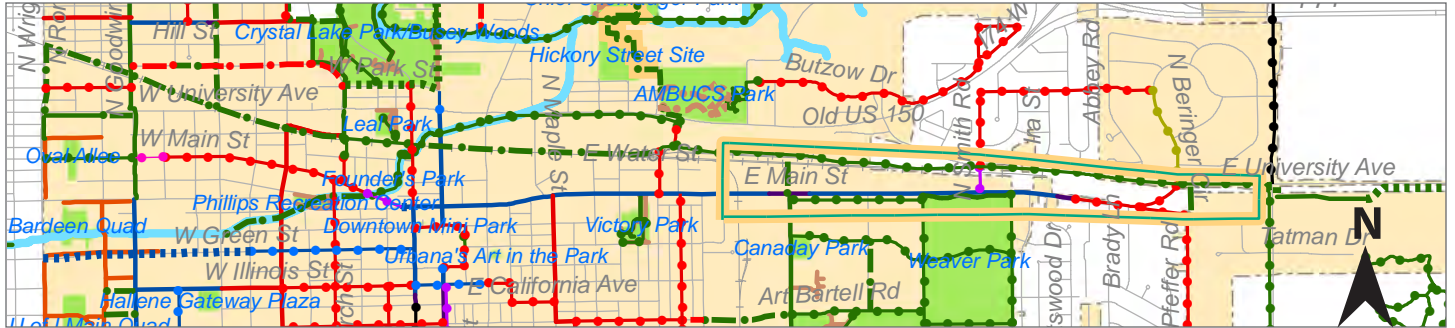 Crystal Lake Park/Busey Woods
Hill St
N Goodwin
W Park St
Hickory Street Site
Butzow Dr
AMBUCS Park
W University Ave
N Maple St
Old US 150
Abbey Rd
N Beringer Cir
N Smith Rd
Leal Park
W Main St
Oval Allee
E Water St
E Main St
E University Ave
Founder's Park
Phillips Recreation Center
Bardeen Quad
W Green St
Downtown Mini Park
Victory Park
Canaday Park
Weaver Park
Brady Ln
Pfeffer Rd
Tatman Dr
N
Urbana's Art in the Park
W Illinois St
E California Ave
Art Bartell Rd
Hallene Gateway Plaza